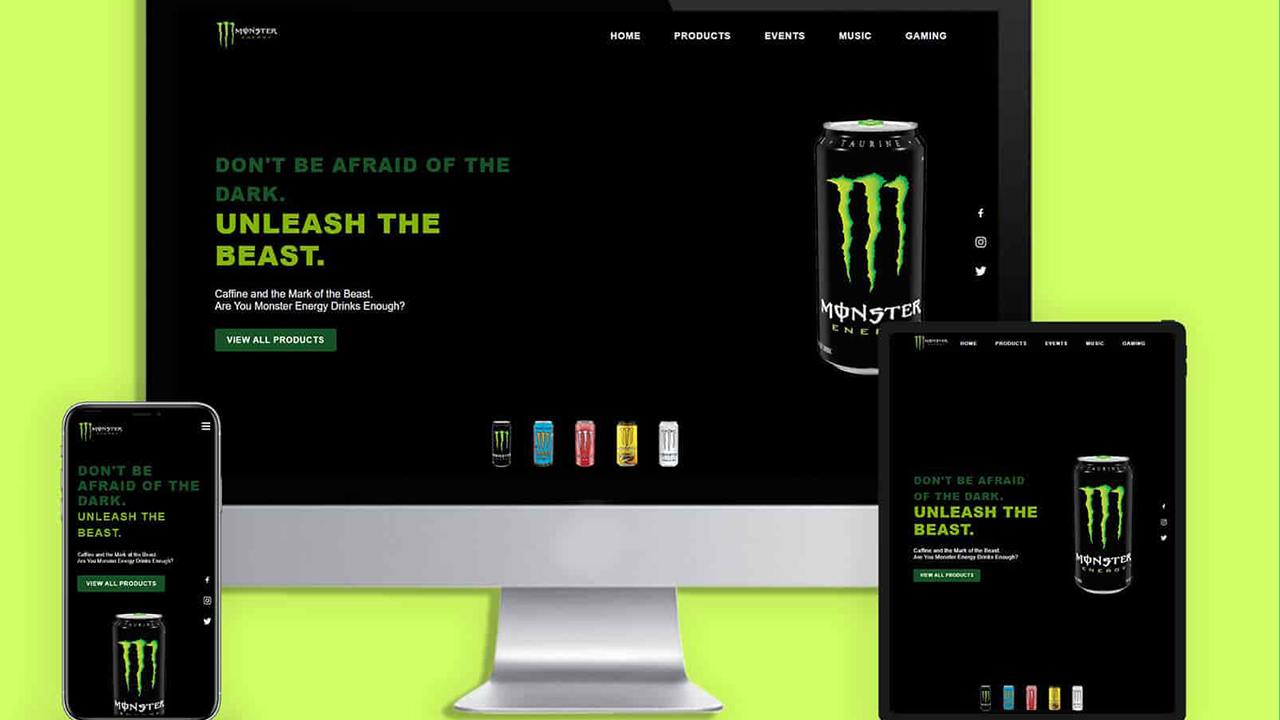 MONSTER
ENERGY
HOME PRODUCTS EVENTS MUSIC GAMING
DON'T BE AFRAID OF THE
DARK.
UNLEASH THE
BEAST.
Caffine and the Mark of the Beast.
Are You Monster Energy Drinks Enough?
VIEW ALL PRODUCTS
TAURINE
MONSTER
ENE
MONSTER
DON'T BE
AFRAID OF THE
DARK.
UNLEASH THE
BEAST.
Caffine and the Mark of the Beast.
Are You Monster Energy Drinks Enough?
VIEW ALL PRODUCTS
MONSTER
MONSTER
HOME PRODUCTS EVENTS MUSIC GAMING
DON'T BE AFRAID
OF THE DARK.
UNLEASH THE
BEAST.
Caffine and the Mark of the Beast.
Are You Monster Energy Drinks Enough?
VIEW ALL PRODUCTS
TAURINE
MONSTER
ENERGY